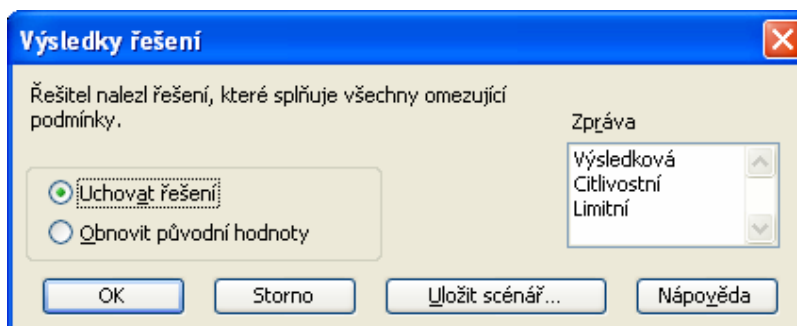 Výsledky řešení
Řešitel nalezl řešení, které splňuje všechny omezující
podmínky.
Zpráva
Výsledková
Citlivostní
Limitní
Uchovat řešení
Obnovit původní hodnoty
OK
Storno
Uložit scénář...
Nápověda